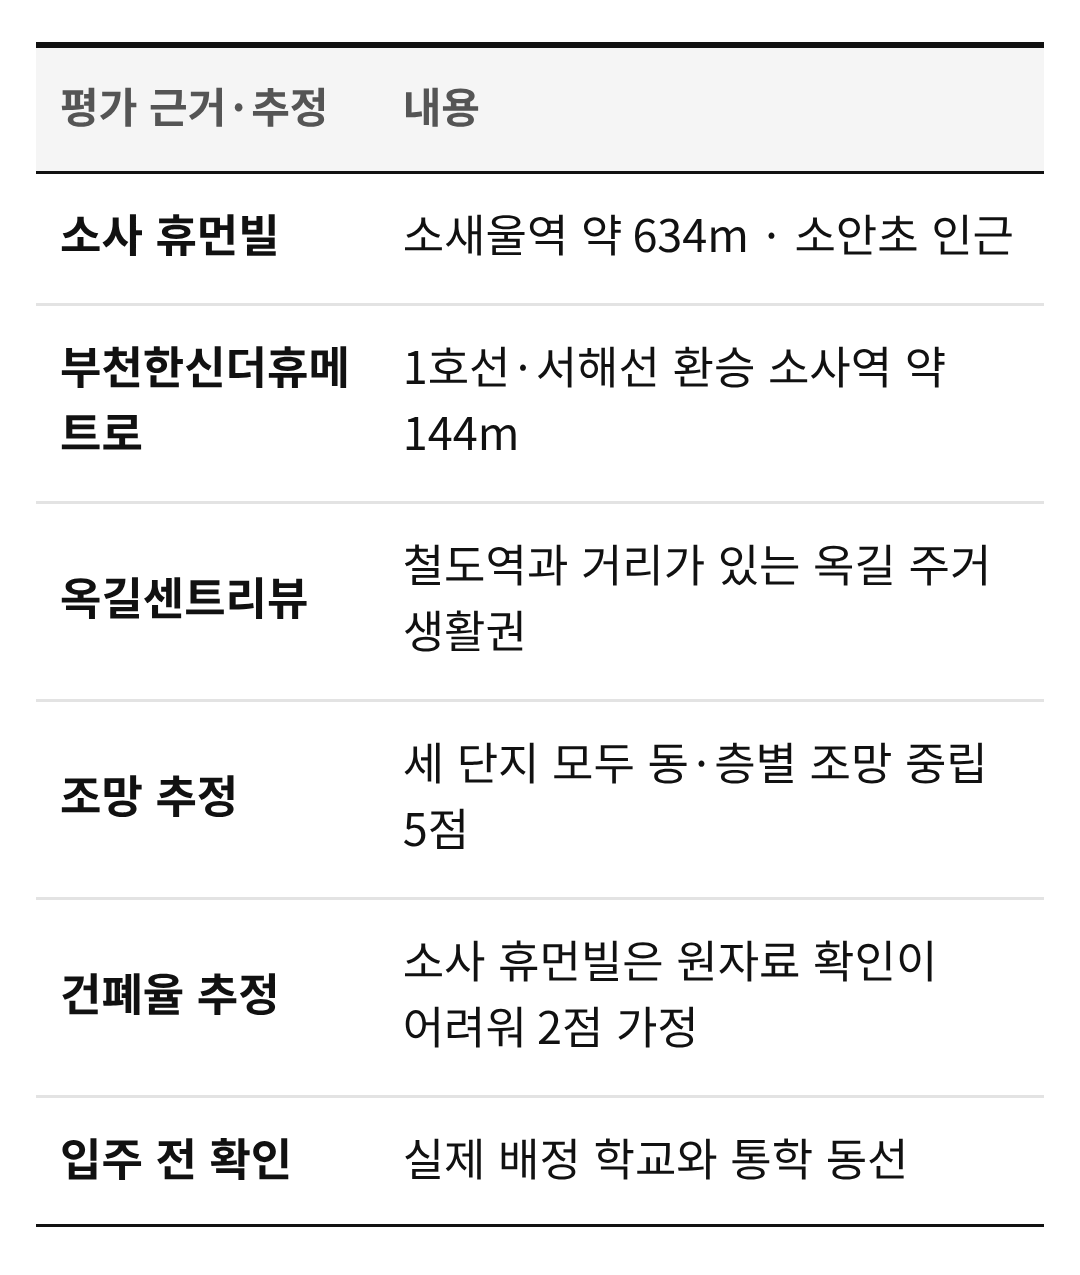 평가 근거·추정 내용
소사 휴먼빌 소새울역 약 634m · 소안초 인근
부천한신더휴메 1호선·서해선 환승 소사역 약
트로 144m
옥길센트리뷰 철도역과 거리가 있는 옥길 주거
생활권
조망 추정 세 단지 모두 동·층별 조망 중립
5점
건폐율 추정 소사 휴먼빌은 원자료 확인이
어려워 2점 가정
입주 전 확인 실제 배정 학교와 통학 동선